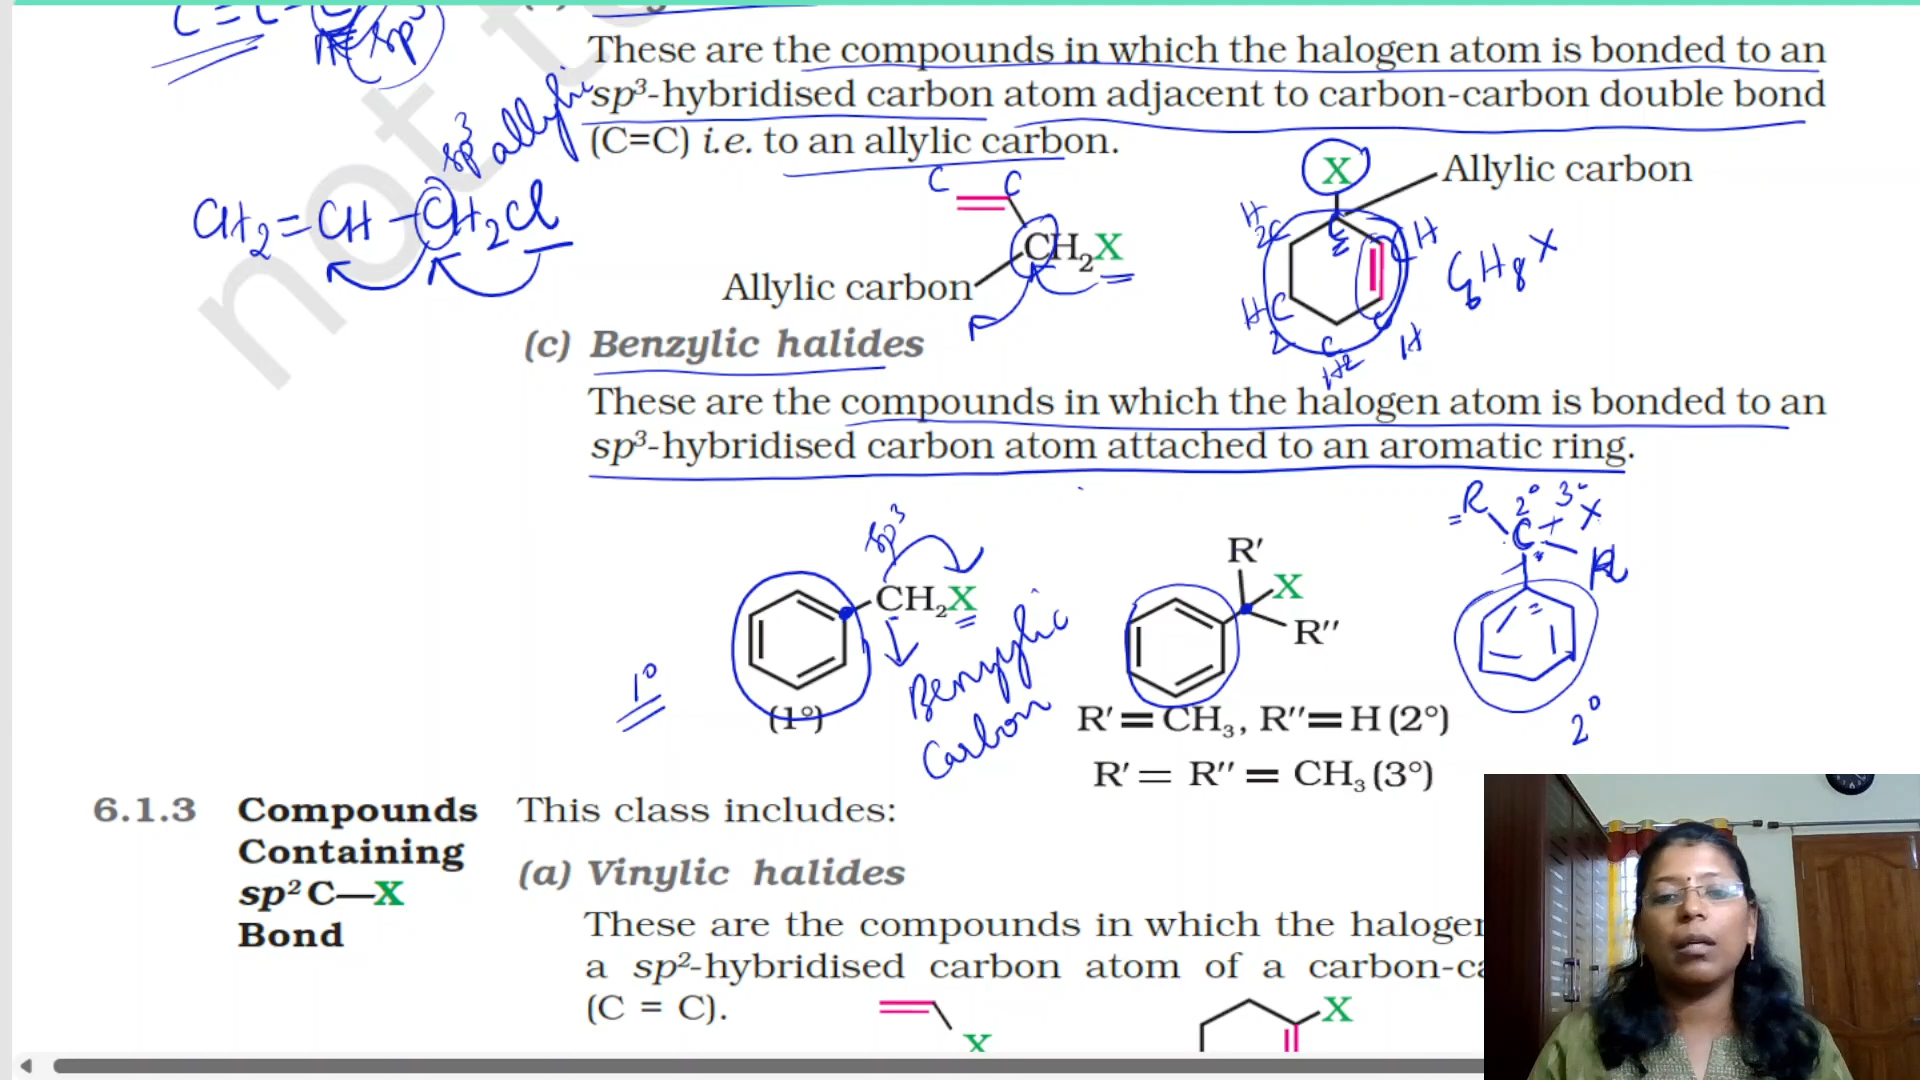 These are the compounds in which the halogen atom is bonded to an
sp³-hybridised carbon atom adjacent to carbon-carbon double bond
(C=C) i.e. to an allylic carbon.
sp³ allylic
CH₂=CH-CH₂Cl
C C
CH₂X
Allylic carbon
X
Allylic carbon
C₆H₈X
(c) Benzylic halides
These are the compounds in which the halogen atom is bonded to an
sp³-hybridised carbon atom attached to an aromatic ring.
sp³
CH₂X
Benzylic
Carbon
1°
(1°)
R'
X
R''
R'=CH₃, R''=H (2°)
R' = R'' = CH₃ (3°)
R 2° 3°
C X
R
2°
6.1.3 Compounds
Containing
sp² C—X
Bond
This class includes:
(a) Vinylic halides
These are the compounds in which the halogen
a sp²-hybridised carbon atom of a carbon-ca
(C = C).
X
X
not t